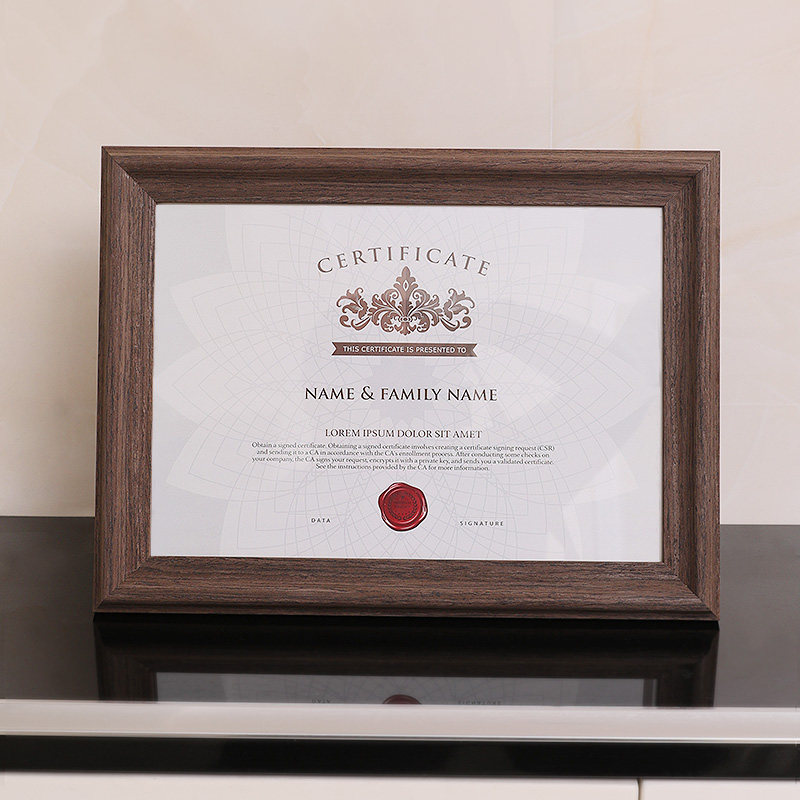 CERTIFICATE
THIS CERTIFICATE IS PRESENTED TO
NAME & FAMILY NAME
LOREM IPSUM DOLOR SIT AMET
Obtain a signed certificate. Obtaining a signed certificate involves creating a certificate signing request (CSR)
and sending it to a CA in accordance with the CA's enrollment process. After conducting some checks on
your company, the CA signs your request, encrypts it with a private key, and sends you a validated certificate.
See the instructions provided by the CA for more information.
DATA
SIGNATURE